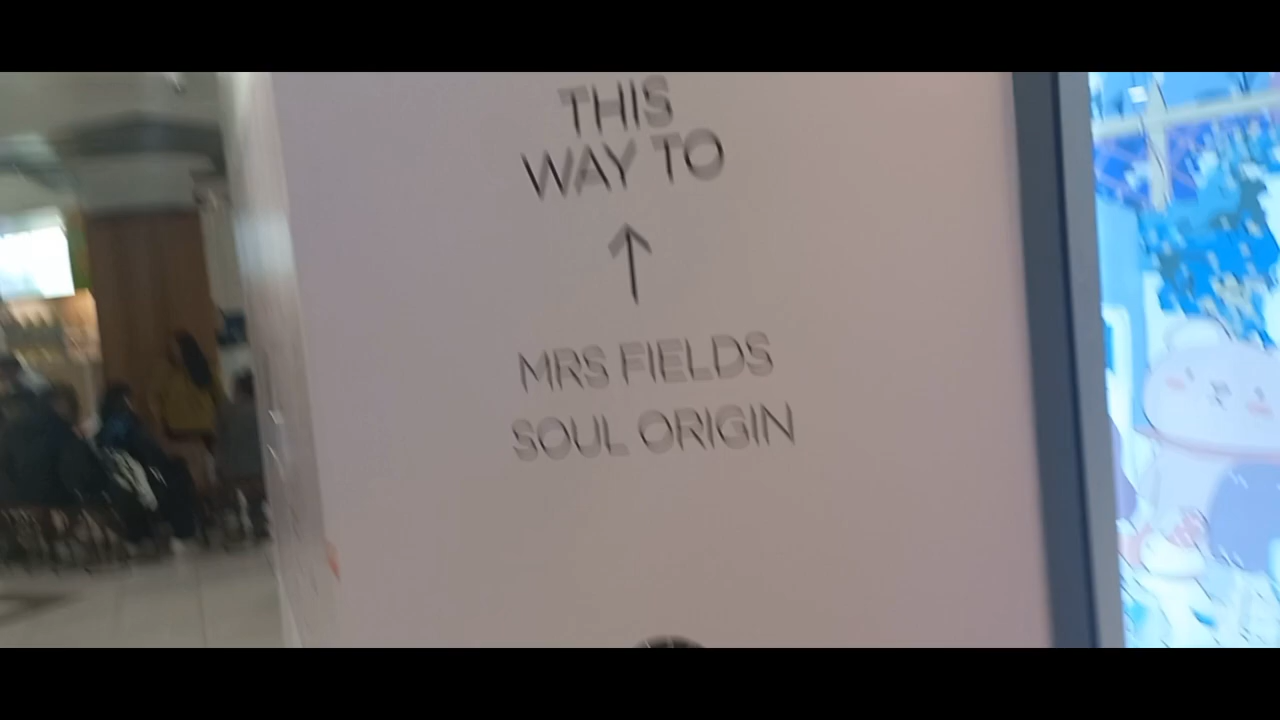 THIS
WAY TO
↑
MRS FIELDS
SOUL ORIGIN